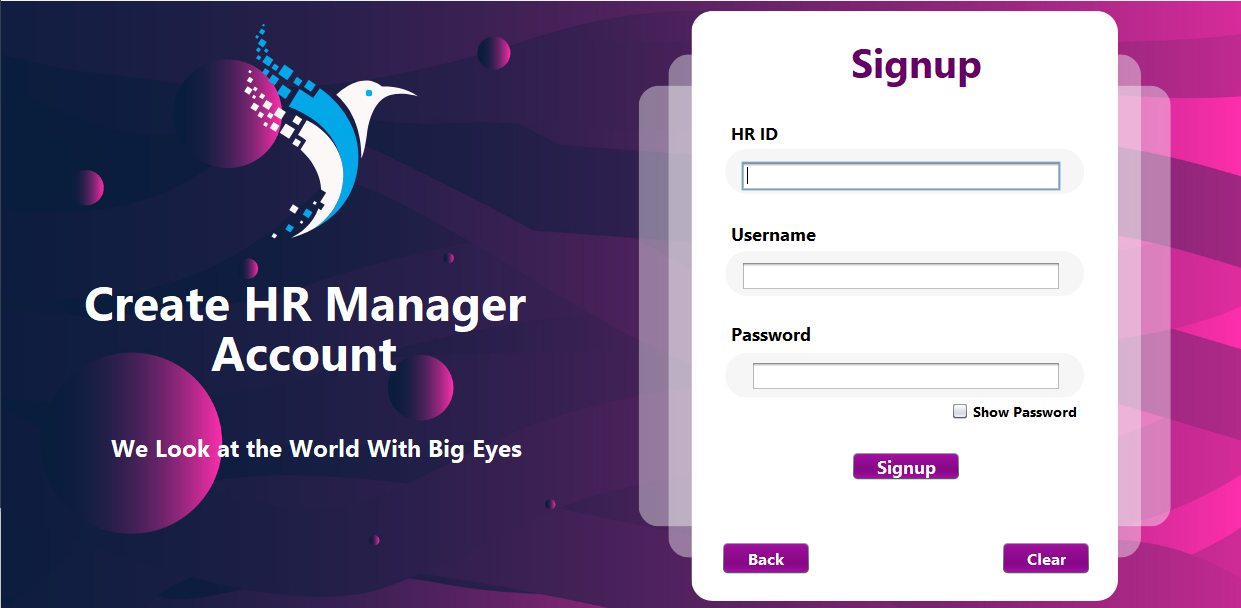 Create HR Manager
Account
We Look at the World With Big Eyes
Signup
HR ID
Username
Password
Show Password
Signup
Back
Clear